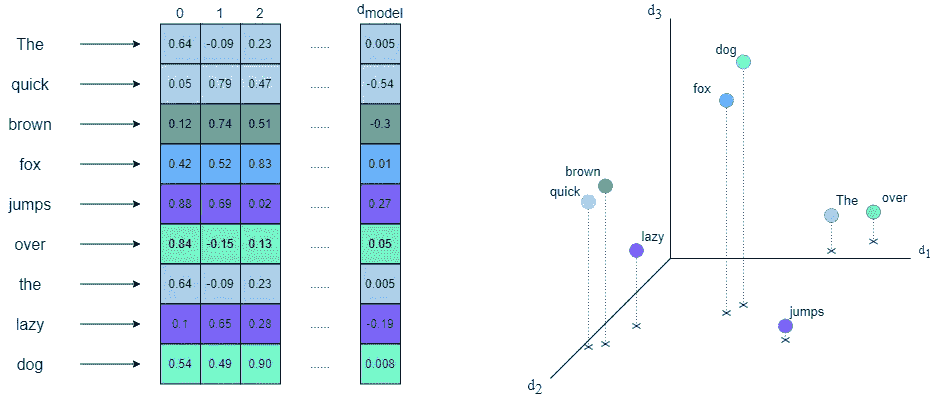 0 1 2 dmodel
The 0.64 -0.09 0.23 ...... 0.005
quick 0.05 0.79 0.47 ...... -0.54
brown 0.12 0.74 0.51 ...... -0.3
fox 0.42 0.52 0.83 ...... 0.01
jumps 0.88 0.69 0.02 ...... 0.27
over 0.84 -0.15 0.13 ...... 0.05
the 0.64 -0.09 0.23 ...... 0.005
lazy 0.1 0.65 0.28 ...... -0.19
dog 0.54 0.49 0.90 ...... 0.008
d3
dog
fox
brown
quick
The
over
lazy
d1
jumps
d2